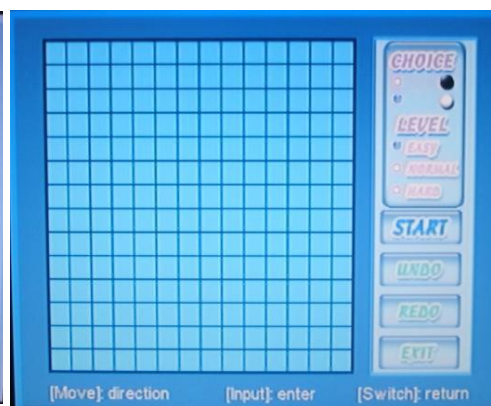 CHOICE
LEVEL
EASY
NORMAL
HARD
START
UNDO
REDO
EXIT
[Move]: direction [Input]: enter [Switch]: return